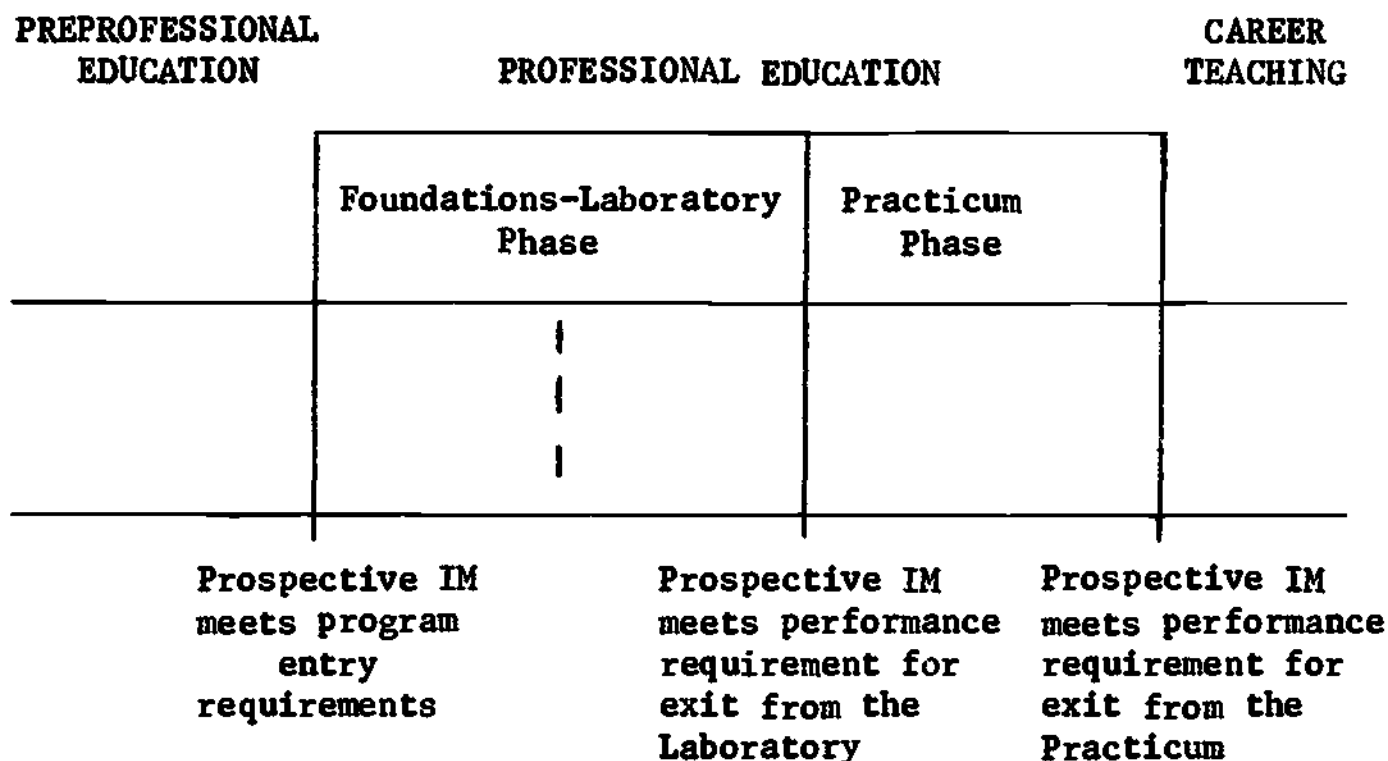 PREPROFESSIONAL
EDUCATION
PROFESSIONAL EDUCATION
CAREER
TEACHING
Foundations-Laboratory
Phase
Practicum
Phase
Prospective IM
meets program
entry
requirements
Prospective IM
meets performance
requirement for
exit from the
Laboratory
Prospective IM
meets performance
requirement for
exit from the
Practicum